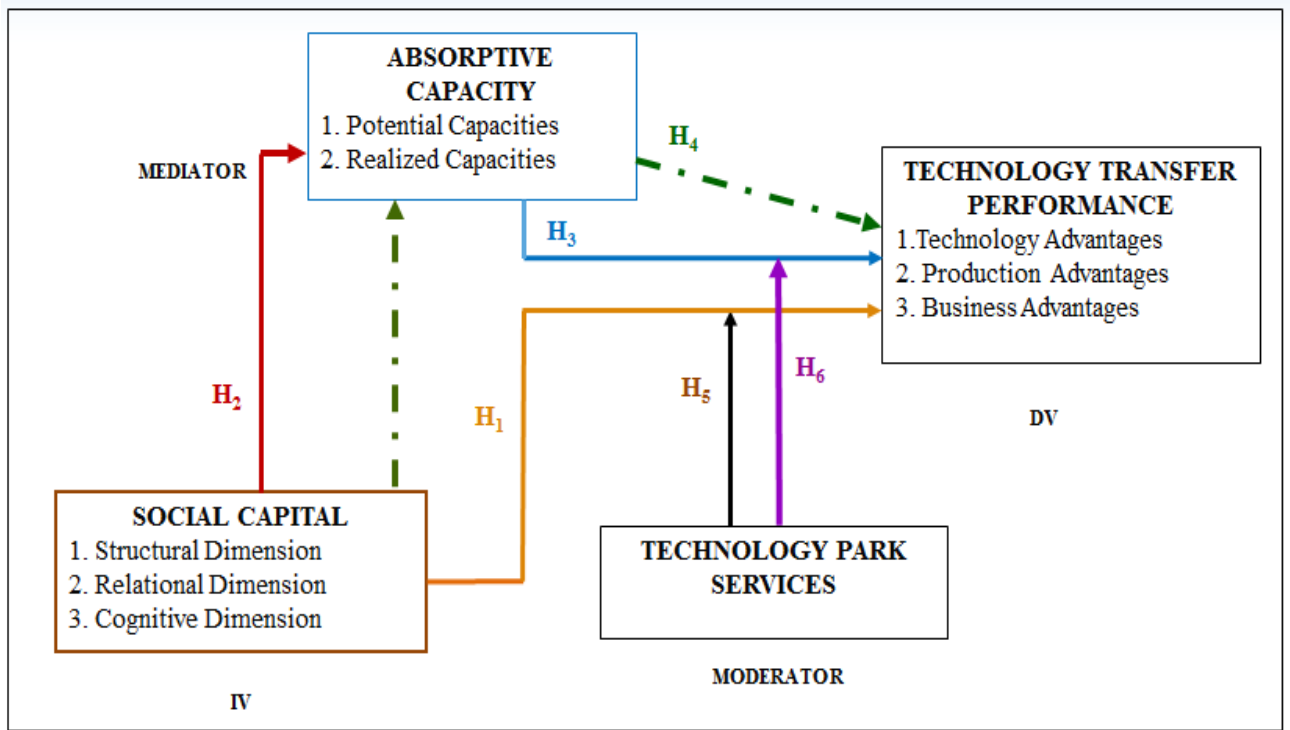 ABSORPTIVE
CAPACITY
1. Potential Capacities
2. Realized Capacities
MEDIATOR
H4
TECHNOLOGY TRANSFER
PERFORMANCE
1.Technology Advantages
2. Production Advantages
3. Business Advantages
DV
H3
H2
H1
H5
H6
SOCIAL CAPITAL
1. Structural Dimension
2. Relational Dimension
3. Cognitive Dimension
IV
TECHNOLOGY PARK
SERVICES
MODERATOR